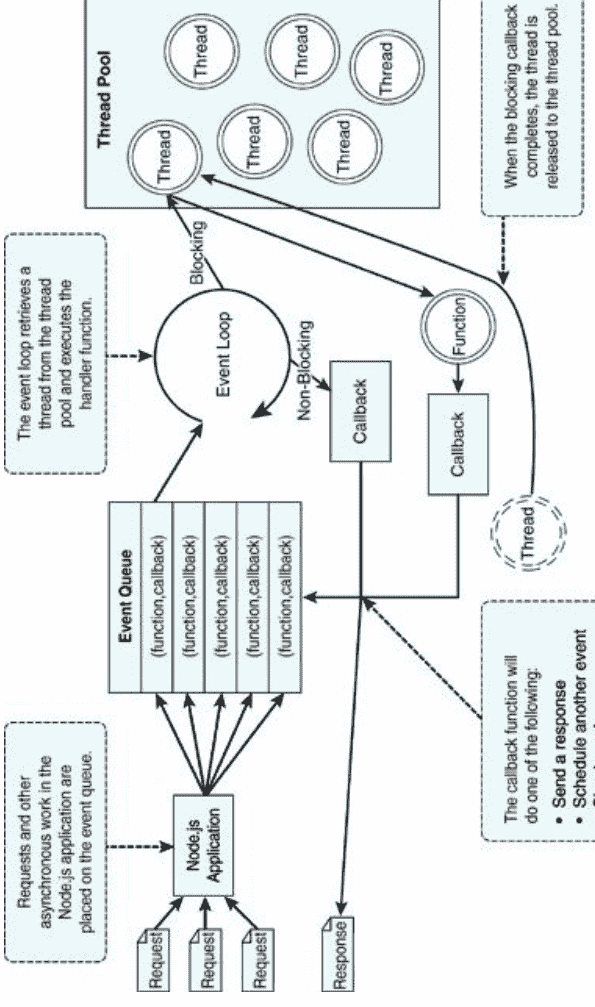 Requests and other
asynchronous work in the
Node.js application are
placed on the event queue.
The event loop retrieves a
thread from the thread
pool and executes the
handler function.
Thread Pool
Thread
Thread
Thread
Thread
Thread
Thread
Request
Request
Request
Node.js
Application
Event Queue
(function,callback)
(function,callback)
(function,callback)
(function,callback)
(function,callback)
Event Loop
Blocking
Non-Blocking
Callback
Function
Callback
Thread
Response
The callback function will
do one of the following:
• Send a response
• Schedule another event
When the blocking callback
completes, the thread is
released to the thread pool.